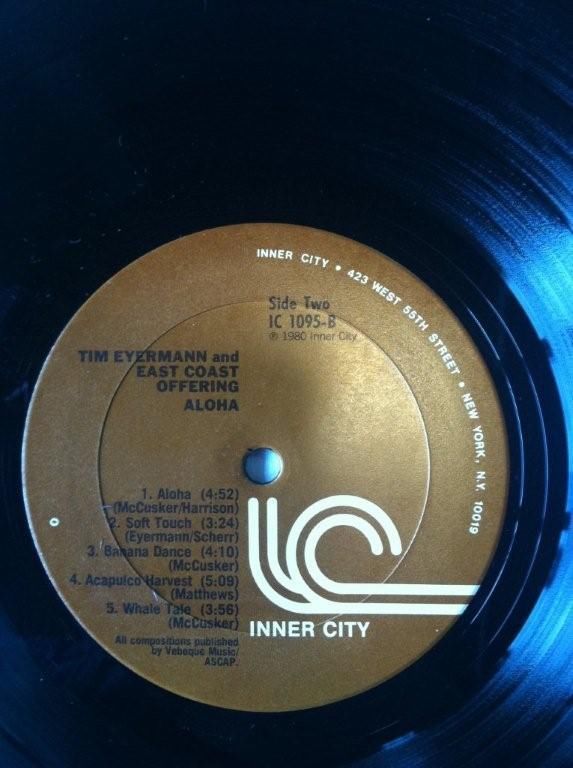 INNER CITY • 423 WEST 55TH STREET • NEW YORK, N.Y. 10019
Side Two
IC 1095-B
℗ 1980 Inner City
TIM EYERMANN and
EAST COAST
OFFERING
ALOHA
1. Aloha (4:52)
(McCusker/Harrison)
2. Soft Touch (3:24)
(Eyermann/Scherr)
3. Banana Dance (4:10)
(McCusker)
4. Acapulco Harvest (5:09)
(Matthews)
5. Whale Tale (3:56)
(McCusker)
All compositions published
by Vebeque Music/
ASCAP.
INNER CITY